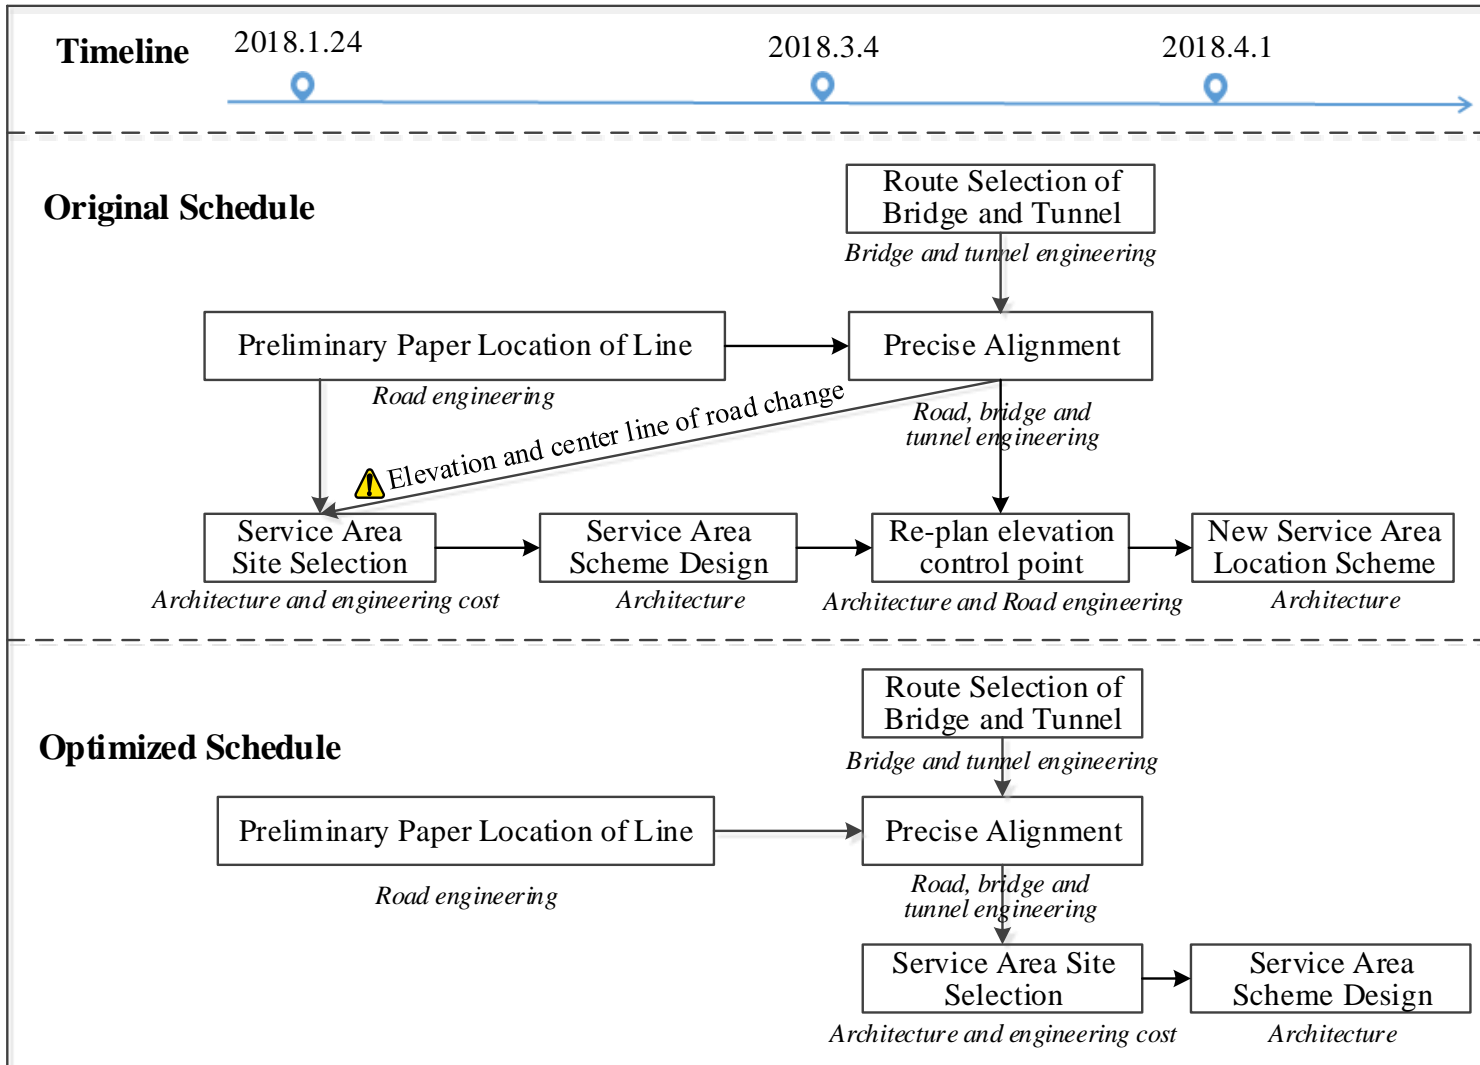 Timeline
2018.1.24
2018.3.4
2018.4.1
Original Schedule
Route Selection of
Bridge and Tunnel
Bridge and tunnel engineering
Preliminary Paper Location of Line
Road engineering
Precise Alignment
Road, bridge and
tunnel engineering
Elevation and center line of road change
Service Area
Site Selection
Architecture and engineering cost
Service Area
Scheme Design
Architecture
Re-plan elevation
control point
Architecture and Road engineering
New Service Area
Location Scheme
Architecture
Optimized Schedule
Route Selection of
Bridge and Tunnel
Bridge and tunnel engineering
Preliminary Paper Location of Line
Road engineering
Precise Alignment
Road, bridge and
tunnel engineering
Service Area Site
Selection
Architecture and engineering cost
Service Area
Scheme Design
Architecture